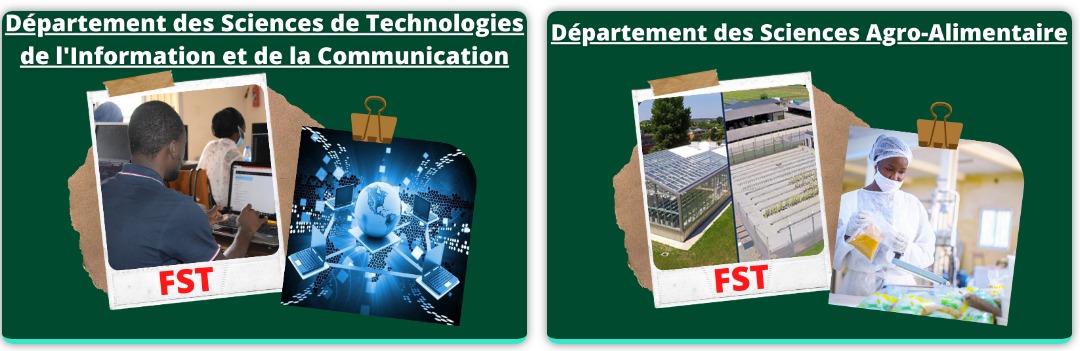 Département des Sciences de Technologies
de l'Information et de la Communication
FST
Département des Sciences Agro-Alimentaire
FST